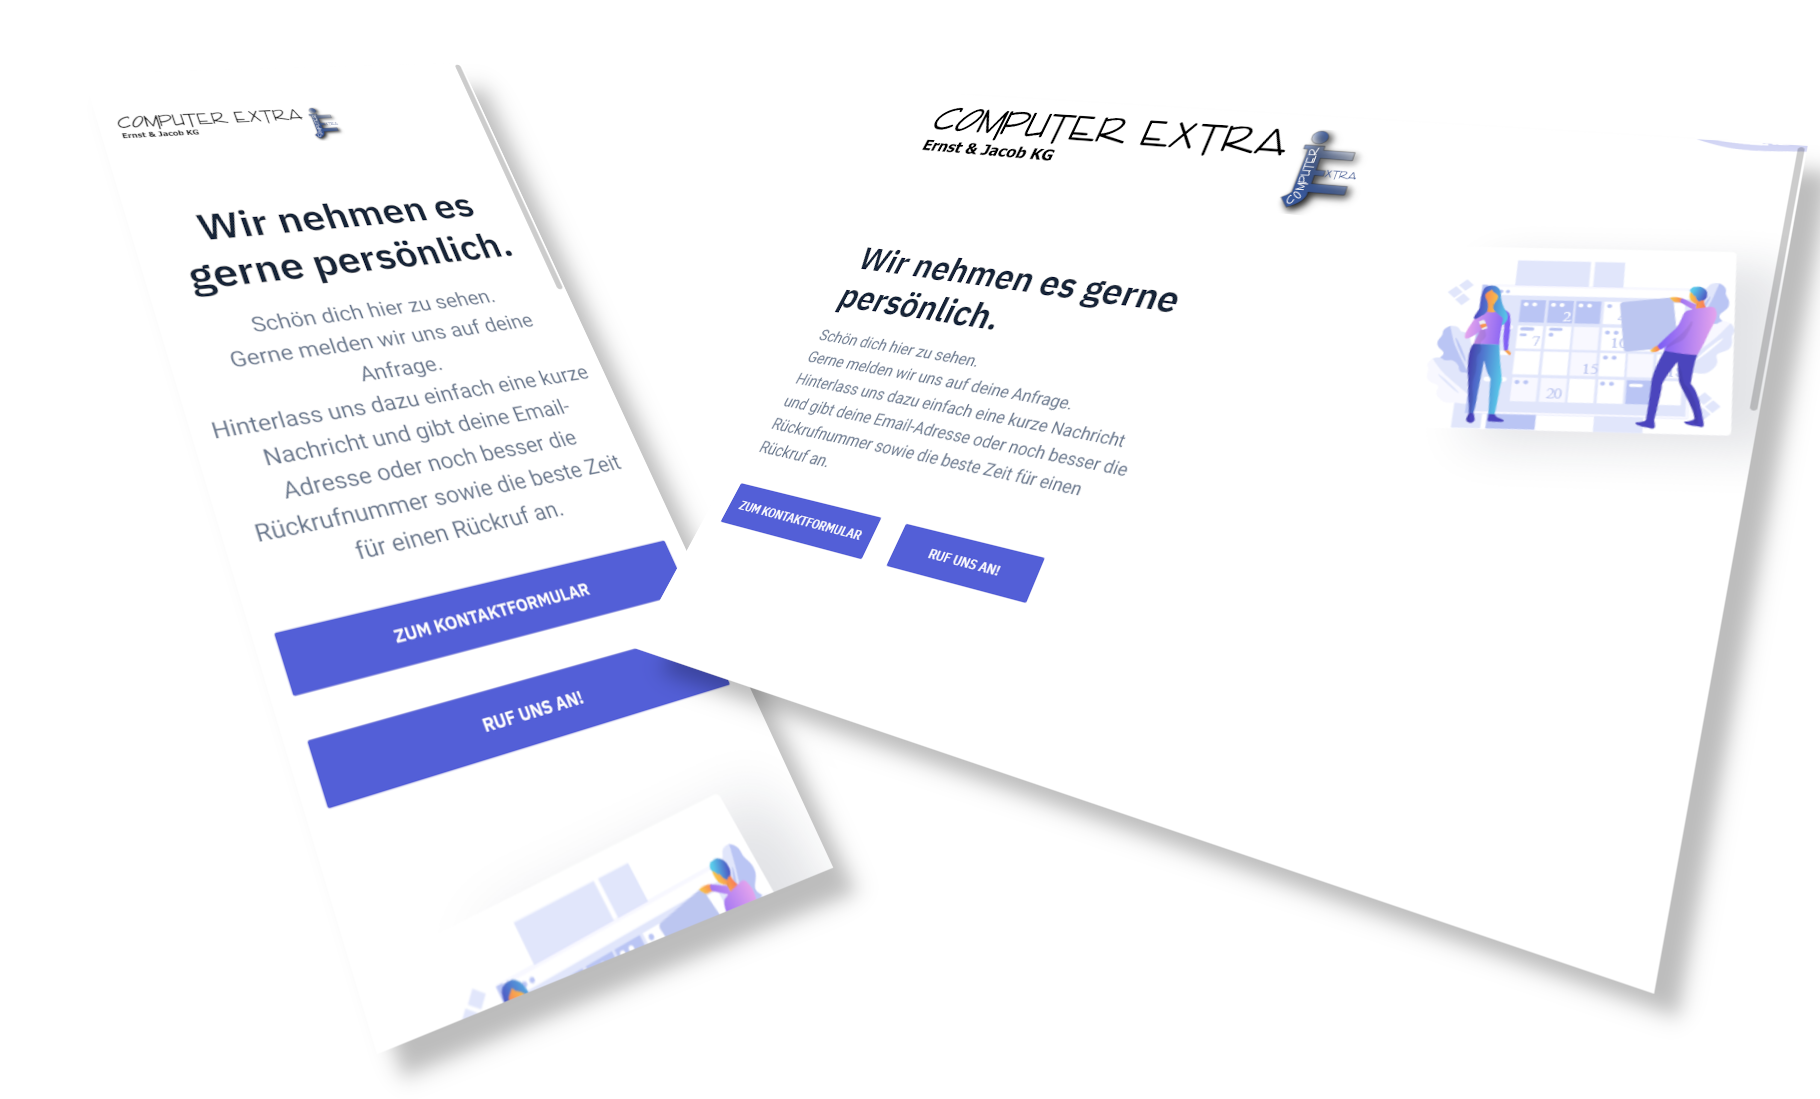 COMPUTER EXTRA
Ernst & Jacob KG
Wir nehmen es
gerne persönlich.
Schön dich hier zu sehen.
Gerne melden wir uns auf deine
Anfrage.
Hinterlass uns dazu einfach eine kurze
Nachricht und gibt deine Email-
Adresse oder noch besser die
Rückrufnummer sowie die beste Zeit
für einen Rückruf an.
ZUM KONTAKTFORMULAR
RUF UNS AN!
COMPUTER EXTRA
Ernst & Jacob KG
COMPUTER
EXTRA
Wir nehmen es gerne
persönlich.
Schön dich hier zu sehen.
Gerne melden wir uns auf deine Anfrage.
Hinterlass uns dazu einfach eine kurze Nachricht
und gibt deine Email-Adresse oder noch besser die
Rückrufnummer sowie die beste Zeit für einen
Rückruf an.
ZUM KONTAKTFORMULAR
RUF UNS AN!
2
7
15
20